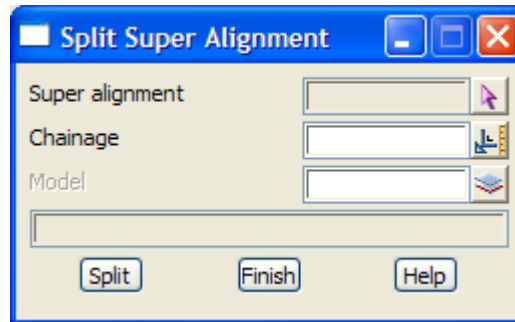 Split Super Alignment
Super alignment
Chainage
Model
Split Finish Help